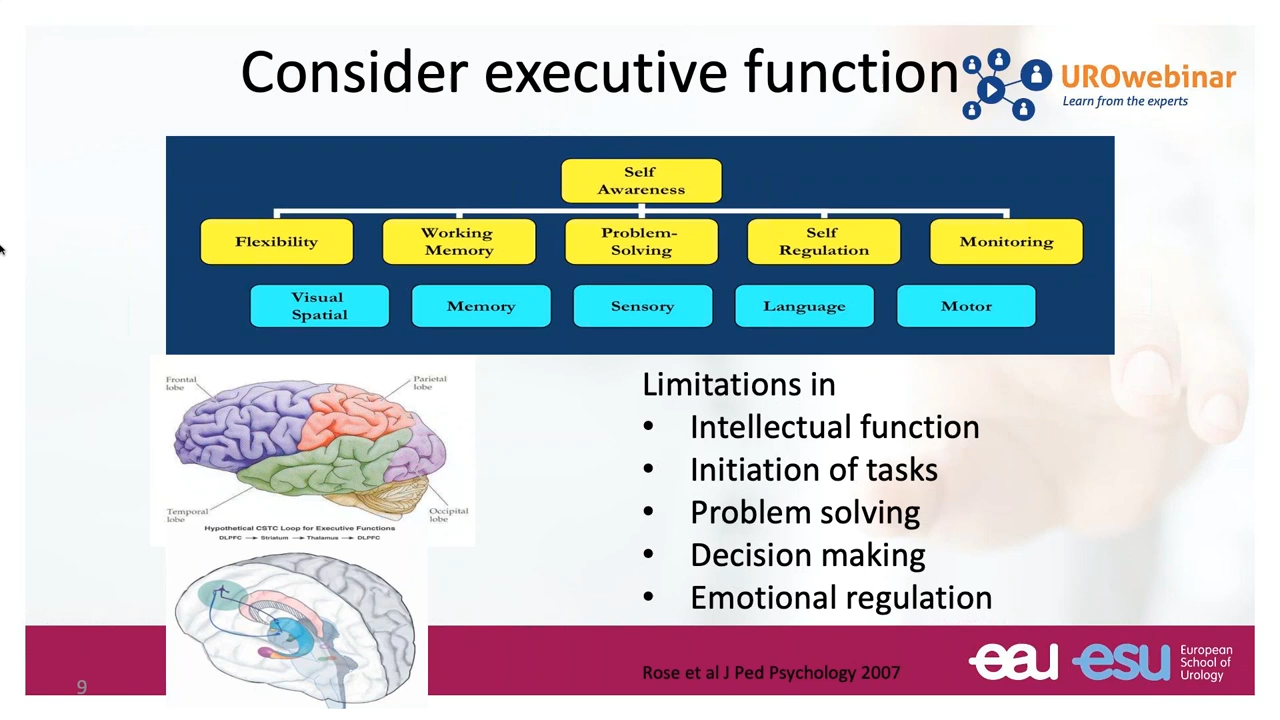 Consider executive function
UROwebinar
Learn from the experts
Self
Awareness
Flexibility
Working
Memory
Problem-
Solving
Self
Regulation
Monitoring
Visual
Spatial
Memory
Sensory
Language
Motor
Frontal
lobe
Parietal
lobe
Temporal
lobe
Occipital
lobe
Hypothetical CSTC Loop for Executive Functions
DLPFC → Striatum → Thalamus → DLPFC
Limitations in
• Intellectual function
• Initiation of tasks
• Problem solving
• Decision making
• Emotional regulation
Rose et al J Ped Psychology 2007
eau esu
European
School of
Urology
9